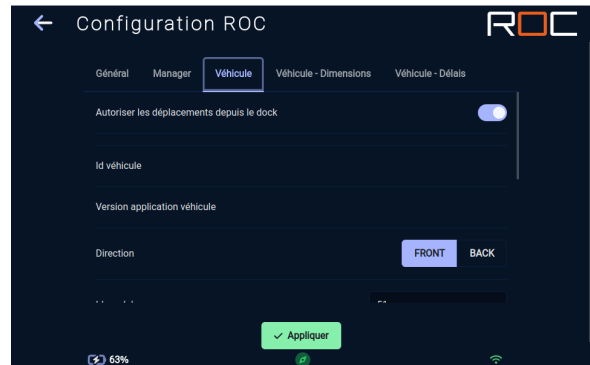 Configuration ROC
ROC
Général Manager Véhicule Véhicule - Dimensions Véhicule - Délais
Autoriser les déplacements depuis le dock
Id véhicule
Version application véhicule
Direction FRONT BACK
Appliquer
63%